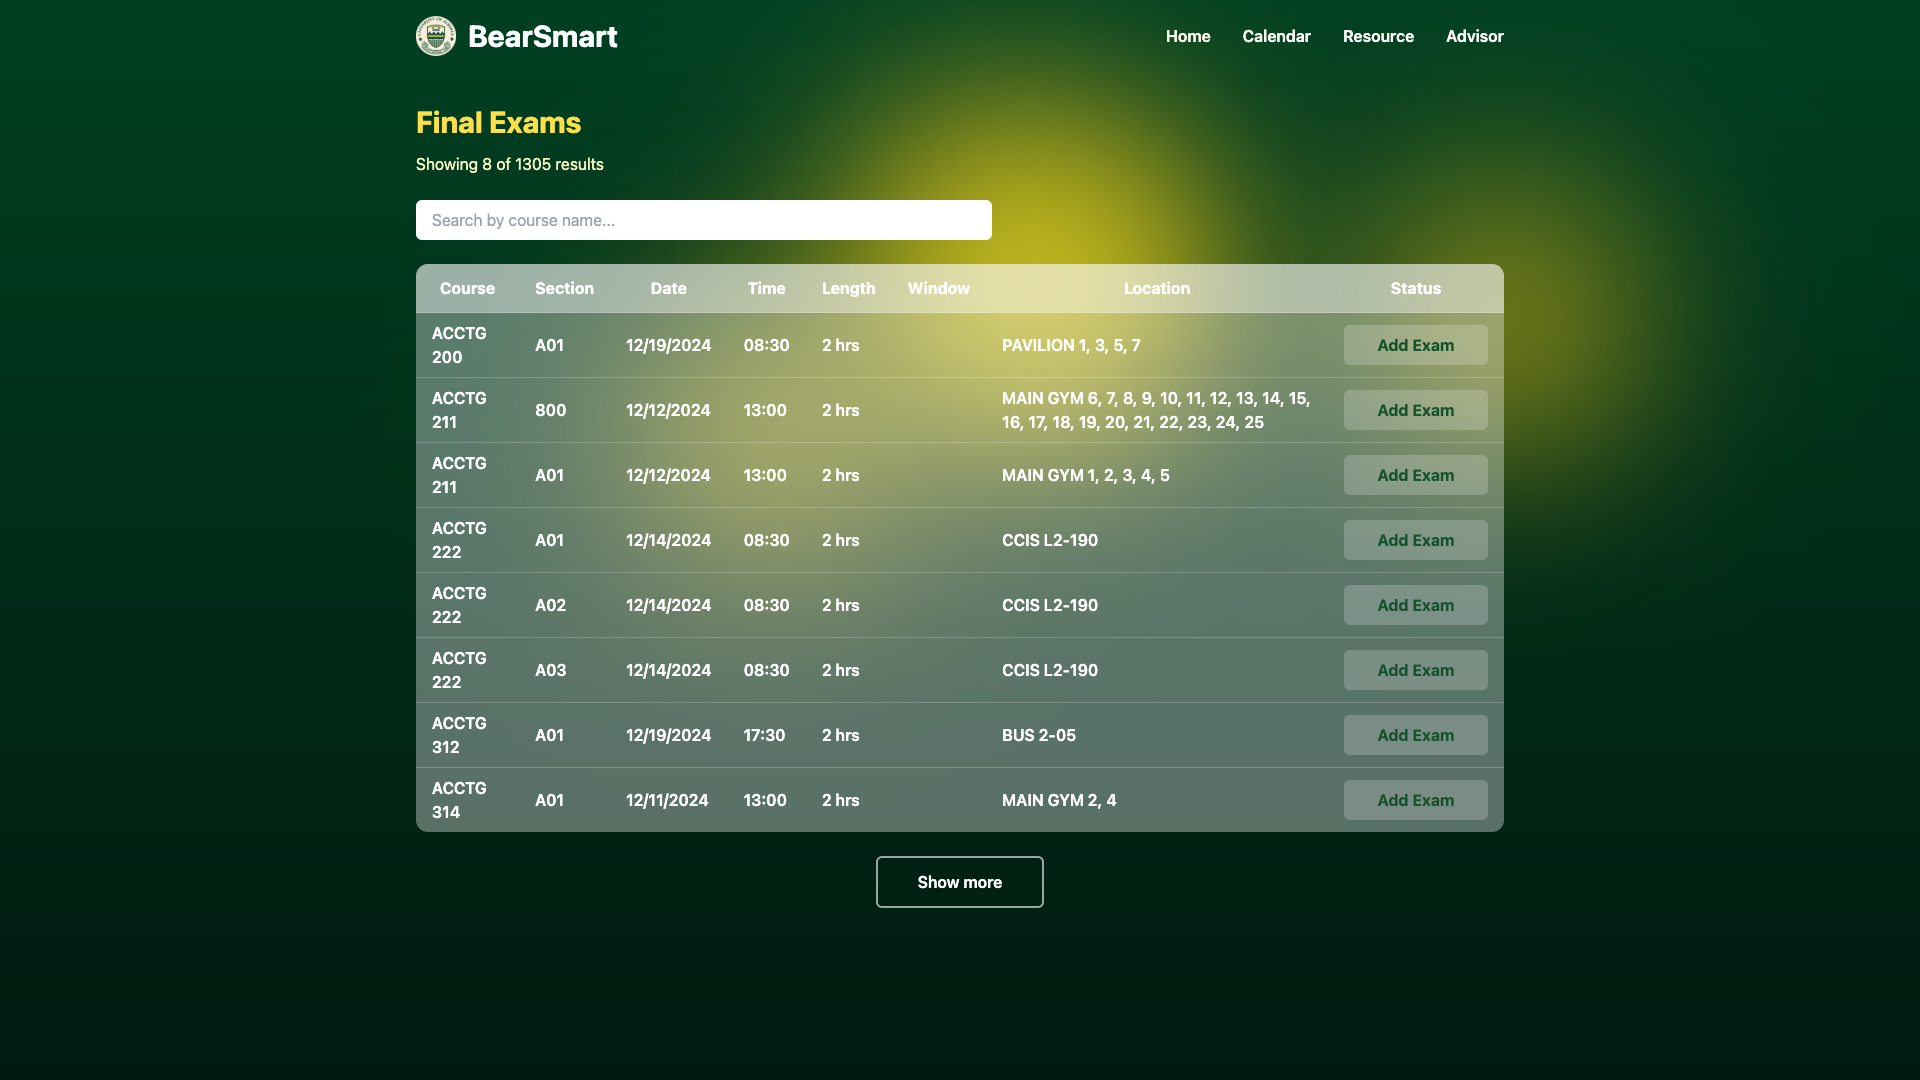 BearSmart
Home Calendar Resource Advisor
Final Exams
Showing 8 of 1305 results
Search by course name...
Course Section Date Time Length Window Location Status
ACCTG 200 A01 12/19/2024 08:30 2 hrs PAVILION 1, 3, 5, 7 Add Exam
ACCTG 211 800 12/12/2024 13:00 2 hrs MAIN GYM 6, 7, 8, 9, 10, 11, 12, 13, 14, 15, 16, 17, 18, 19, 20, 21, 22, 23, 24, 25 Add Exam
ACCTG 211 A01 12/12/2024 13:00 2 hrs MAIN GYM 1, 2, 3, 4, 5 Add Exam
ACCTG 222 A01 12/14/2024 08:30 2 hrs CCIS L2-190 Add Exam
ACCTG 222 A02 12/14/2024 08:30 2 hrs CCIS L2-190 Add Exam
ACCTG 222 A03 12/14/2024 08:30 2 hrs CCIS L2-190 Add Exam
ACCTG 312 A01 12/19/2024 17:30 2 hrs BUS 2-05 Add Exam
ACCTG 314 A01 12/11/2024 13:00 2 hrs MAIN GYM 2, 4 Add Exam
Show more